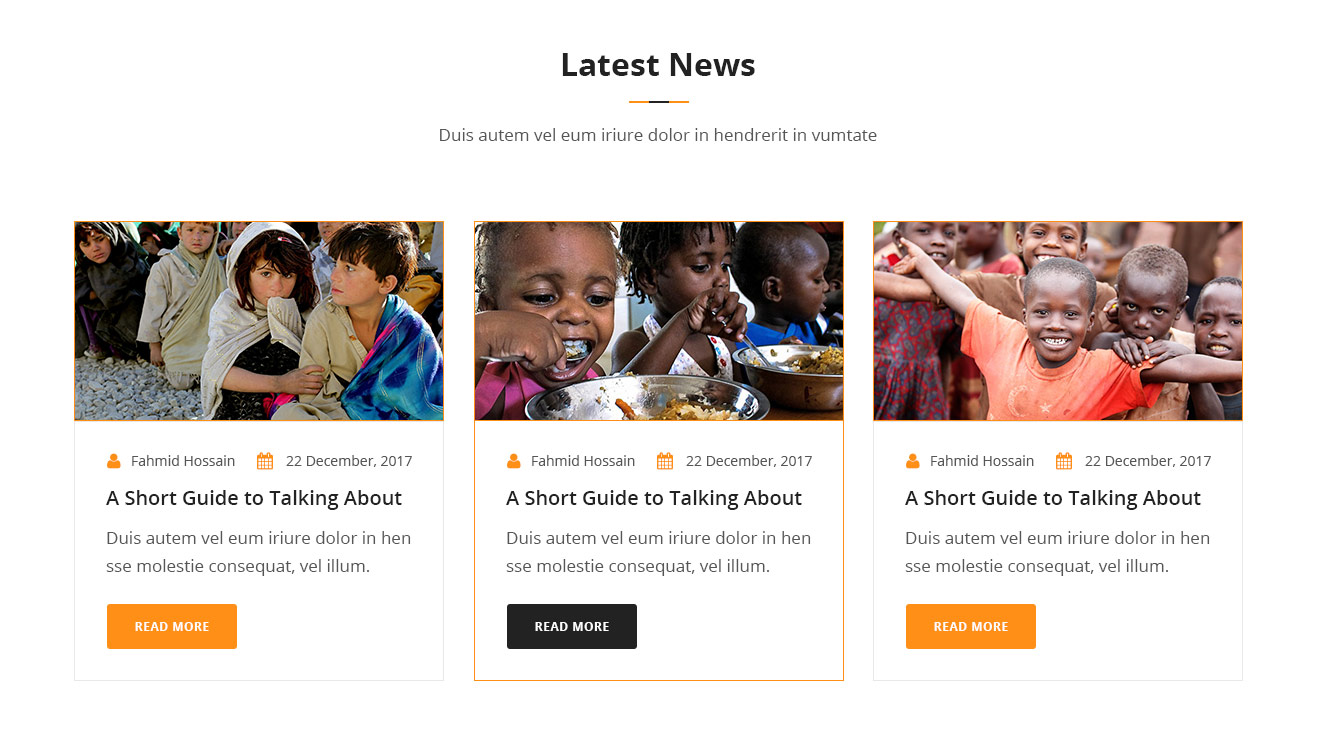 Latest News
Duis autem vel eum iriure dolor in hendrerit in vumtate
Fahmid Hossain 22 December, 2017
A Short Guide to Talking About
Duis autem vel eum iriure dolor in hen
sse molestie consequat, vel illum.
READ MORE
Fahmid Hossain 22 December, 2017
A Short Guide to Talking About
Duis autem vel eum iriure dolor in hen
sse molestie consequat, vel illum.
READ MORE
Fahmid Hossain 22 December, 2017
A Short Guide to Talking About
Duis autem vel eum iriure dolor in hen
sse molestie consequat, vel illum.
READ MORE